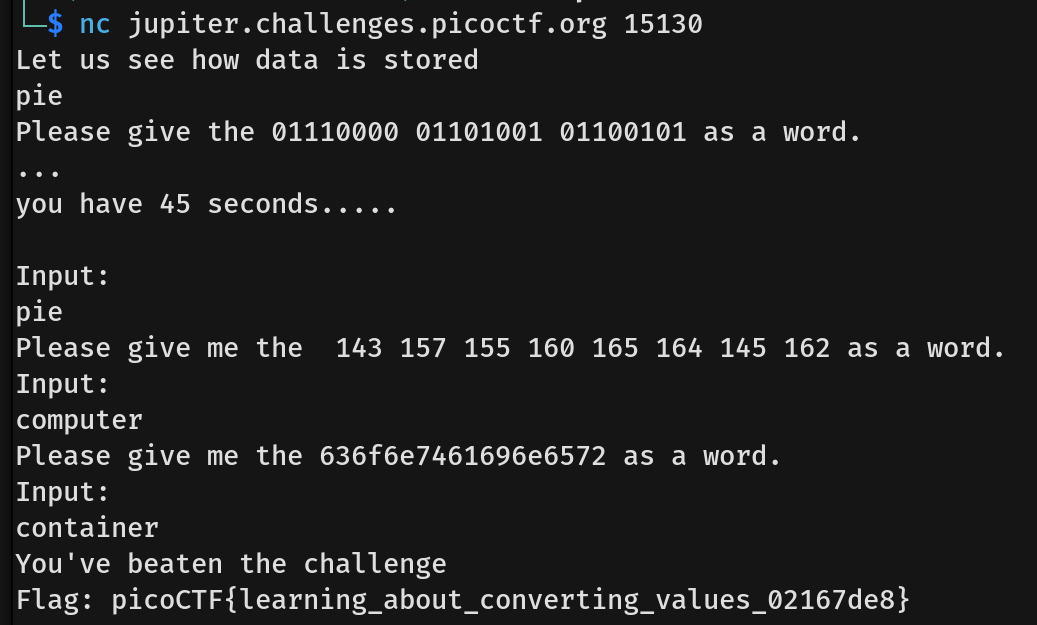 └─$ nc jupiter.challenges.picoctf.org 15130
Let us see how data is stored
pie
Please give the 01110000 01101001 01100101 as a word.
...
you have 45 seconds.....

Input:
pie
Please give me the  143 157 155 160 165 164 145 162 as a word.
Input:
computer
Please give me the 636f6e7461696e6572 as a word.
Input:
container
You've beaten the challenge
Flag: picoCTF{learning_about_converting_values_02167de8}